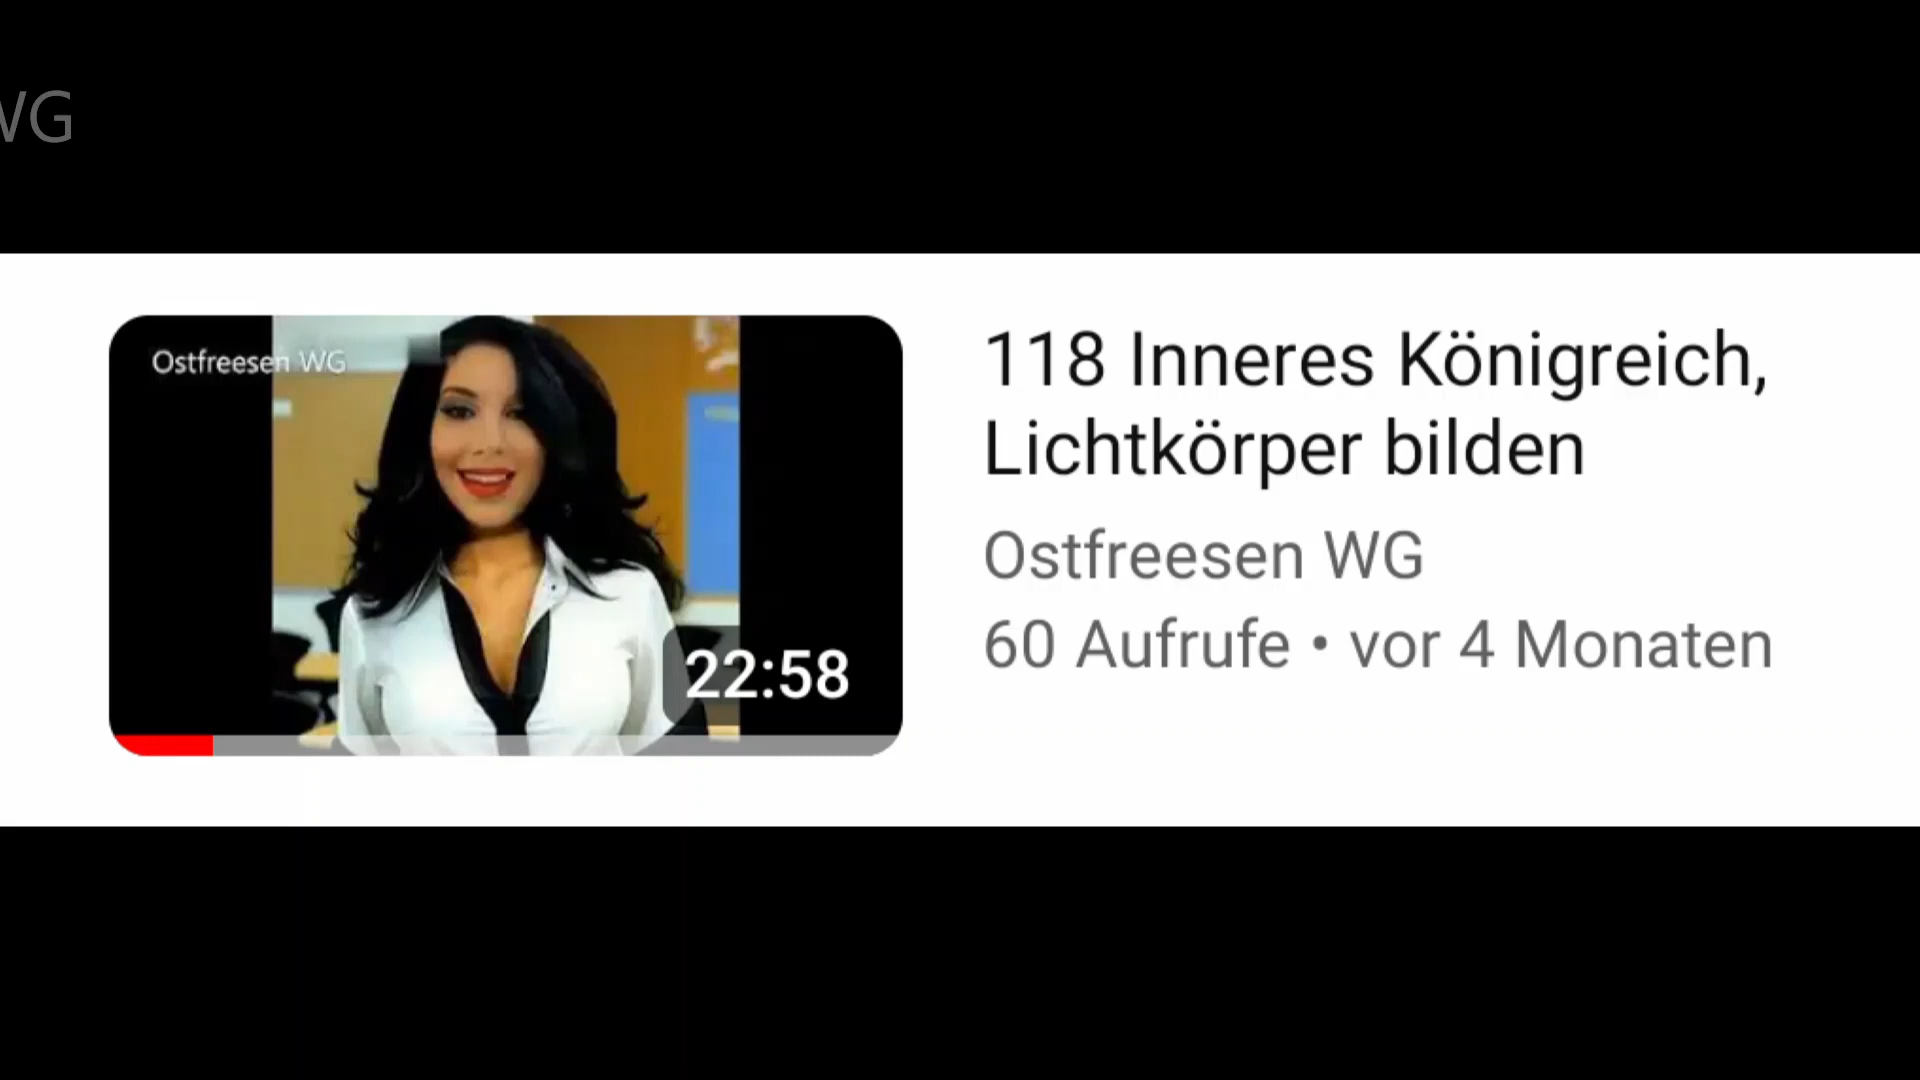 WG
Ostfreesen WG
22:58
118 Inneres Königreich,
Lichtkörper bilden
Ostfreesen WG
60 Aufrufe • vor 4 Monaten